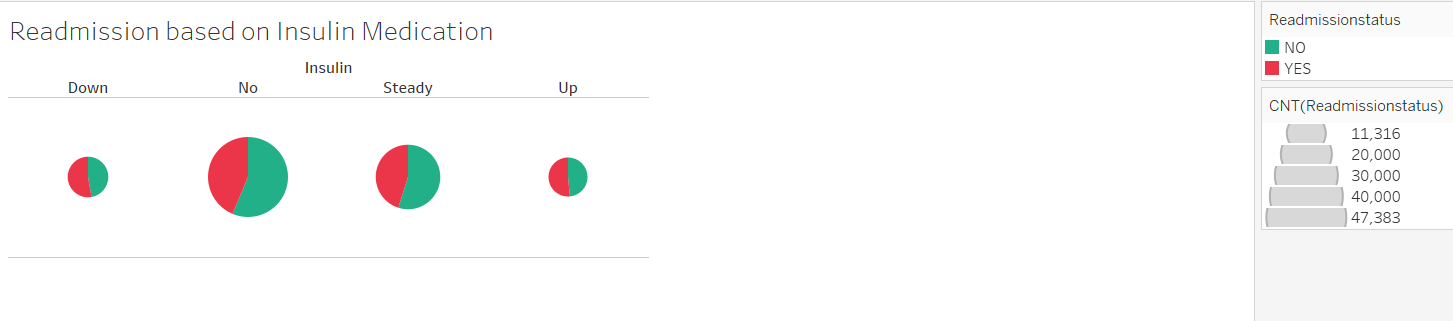 Readmission based on Insulin Medication
Insulin
Down No Steady Up
Readmissionstatus
NO
YES
CNT(Readmissionstatus)
11,316
20,000
30,000
40,000
47,383